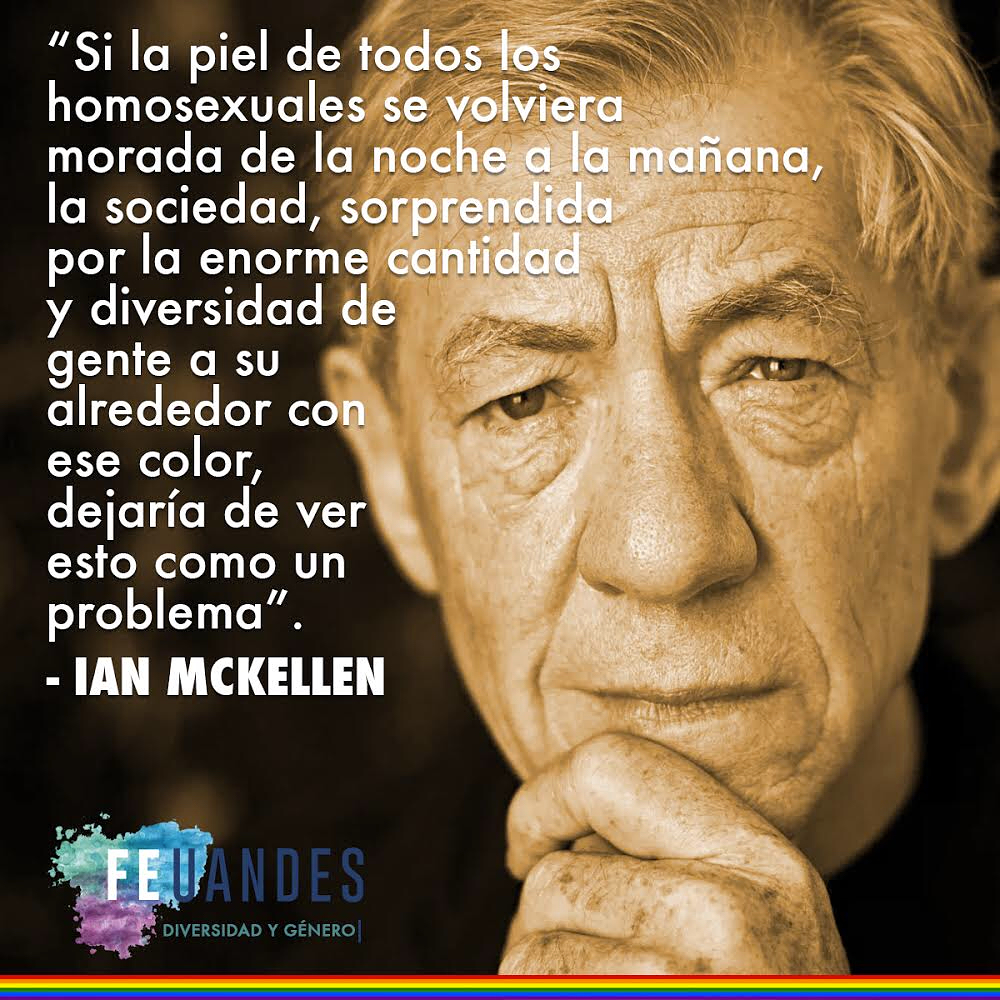 “Si la piel de todos los
homosexuales se volviera
morada de la noche a la mañana,
la sociedad, sorprendida
por la enorme cantidad
y diversidad de
gente a su
alrededor con
ese color,
dejaría de ver
esto como un
problema”.
- IAN MCKELLEN
FEUANDES
DIVERSIDAD Y GÉNERO|